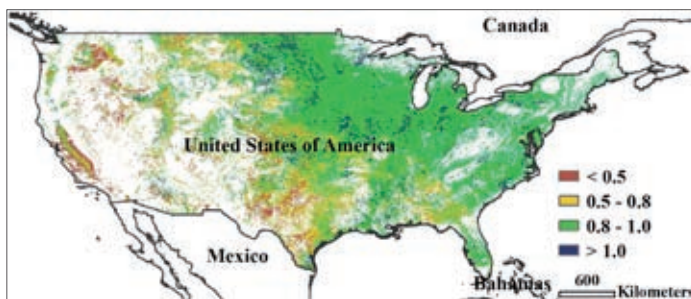 Canada
United States of America
< 0.5
0.5 - 0.8
0.8 - 1.0
> 1.0
Mexico
Bahamas
600
Kilometers